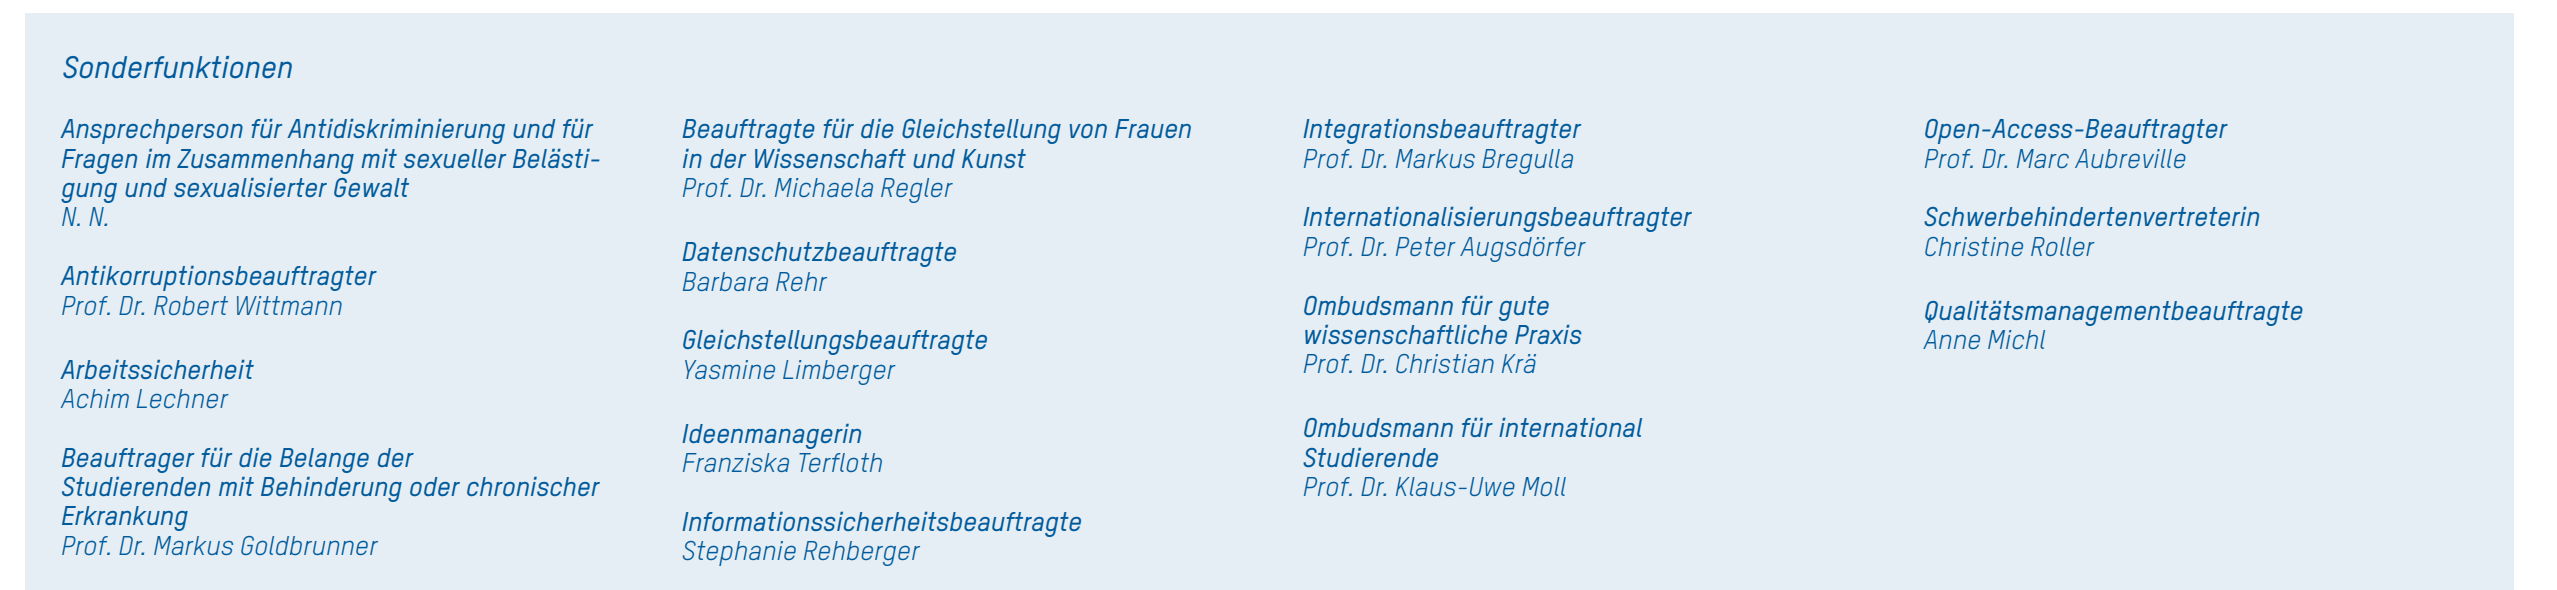 Sonderfunktionen
Ansprechperson für Antidiskriminierung und für
Fragen im Zusammenhang mit sexueller Belästi-
gung und sexualisierter Gewalt
N. N.
Antikorruptionsbeauftragter
Prof. Dr. Robert Wittmann
Arbeitssicherheit
Achim Lechner
Beauftrager für die Belange der
Studierenden mit Behinderung oder chronischer
Erkrankung
Prof. Dr. Markus Goldbrunner
Beauftragte für die Gleichstellung von Frauen
in der Wissenschaft und Kunst
Prof. Dr. Michaela Regler
Datenschutzbeauftragte
Barbara Rehr
Gleichstellungsbeauftragte
Yasmine Limberger
Ideenmanagerin
Franziska Terfloth
Informationssicherheitsbeauftragte
Stephanie Rehberger
Integrationsbeauftragter
Prof. Dr. Markus Bregulla
Internationalisierungsbeauftragter
Prof. Dr. Peter Augsdörfer
Ombudsmann für gute
wissenschaftliche Praxis
Prof. Dr. Christian Krä
Ombudsmann für international
Studierende
Prof. Dr. Klaus-Uwe Moll
Open-Access-Beauftragter
Prof. Dr. Marc Aubreville
Schwerbehindertenvertreterin
Christine Roller
Qualitätsmanagementbeauftragte
Anne Michl